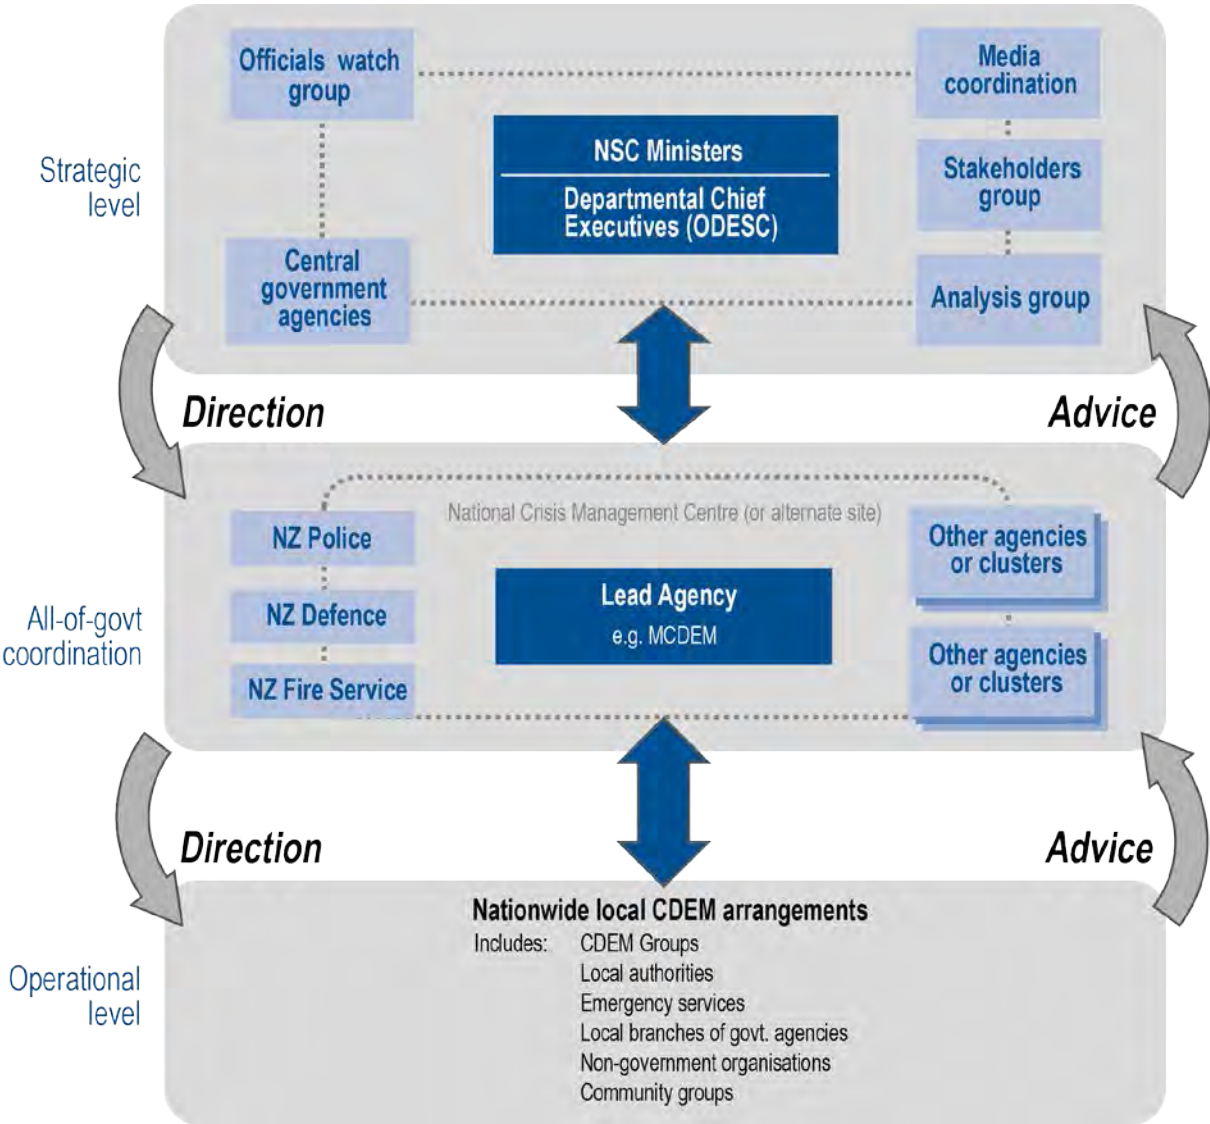 Strategic
level
Officials watch
group
Central
government
agencies
NSC Ministers
Departmental Chief
Executives (ODESC)
Media
coordination
Stakeholders
group
Analysis group
Direction
Advice
All-of-govt
coordination
National Crisis Management Centre (or alternate site)
NZ Police
NZ Defence
NZ Fire Service
Lead Agency
e.g. MCDEM
Other agencies
or clusters
Other agencies
or clusters
Direction
Advice
Operational
level
Nationwide local CDEM arrangements
Includes: CDEM Groups
Local authorities
Emergency services
Local branches of govt. agencies
Non-government organisations
Community groups